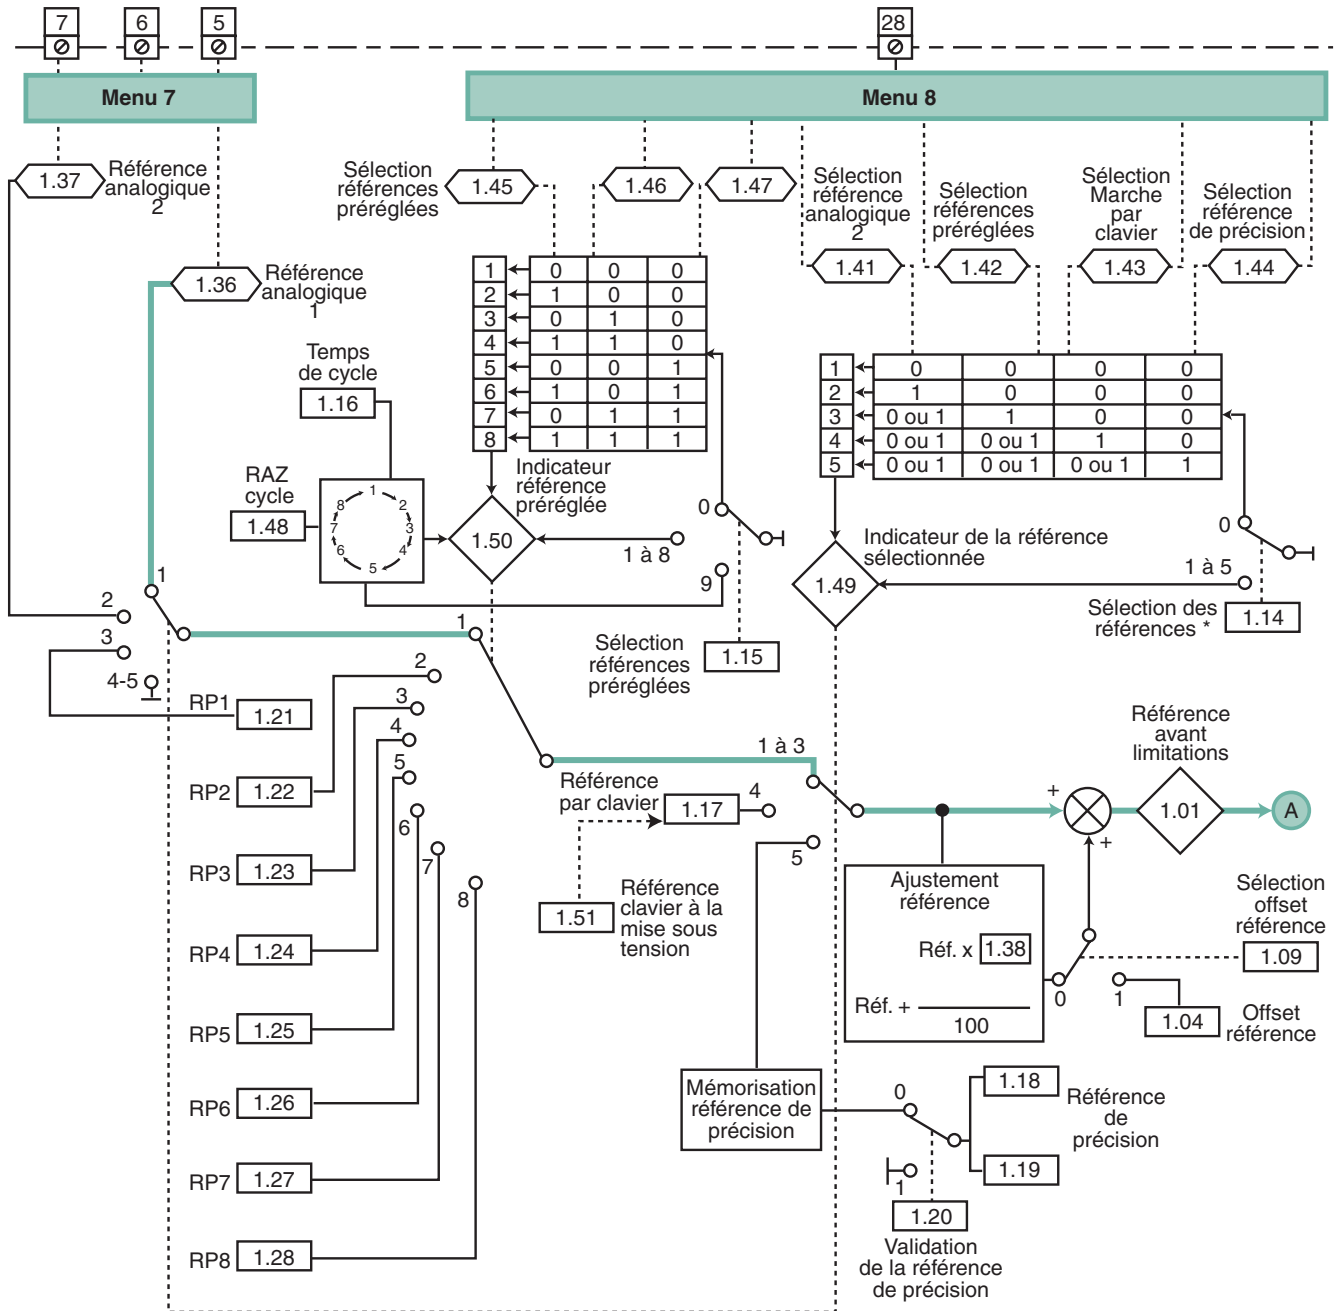 7 6 5 28
Menu 7
Menu 8
1.37
Référence
analogique
2
Sélection
références
préréglées
1.45
1.46
1.47
Sélection
référence
analogique
2
1.41
Sélection
références
préréglées
1.42
Sélection
Marche
par
clavier
1.43
Sélection
référence
de précision
1.44
1.36
Référence
analogique
1
1 0 0 0
2 1 0 0
3 0 1 0
4 1 1 0
5 0 0 1
6 1 0 1
7 0 1 1
8 1 1 1
1 0 0 0 0
2 1 0 0 0
3 0 ou 1 1 0 0
4 0 ou 1 0 ou 1 1 0
5 0 ou 1 0 ou 1 0 ou 1 1
Temps
de cycle
1.16
RAZ
cycle
1.48
1
2
3
4
5
6
7
8
Indicateur
référence
préréglée
1.50
0
1 à 8
9
Sélection
références
préréglées
1.15
Indicateur de la référence
sélectionnée
1.49
0
1 à 5
Sélection des
références *
1.14
1
2
3
4-5
1
2
3
4
5
6
7
8
RP1 1.21
RP2 1.22
RP3 1.23
RP4 1.24
RP5 1.25
RP6 1.26
RP7 1.27
RP8 1.28
1 à 3
Référence
par clavier
1.17
4
5
1.51
Référence
clavier à la
mise sous
tension
Référence
avant
limitations
+
+
1.01
A
Ajustement
référence
Réf. x 1.38
Réf. +
100
0
1
Sélection
offset
référence
1.09
1.04
Offset
référence
Mémorisation
référence de
précision
0
1
1.18
Référence
de
précision
1.19
1.20
Validation
de la référence
de précision